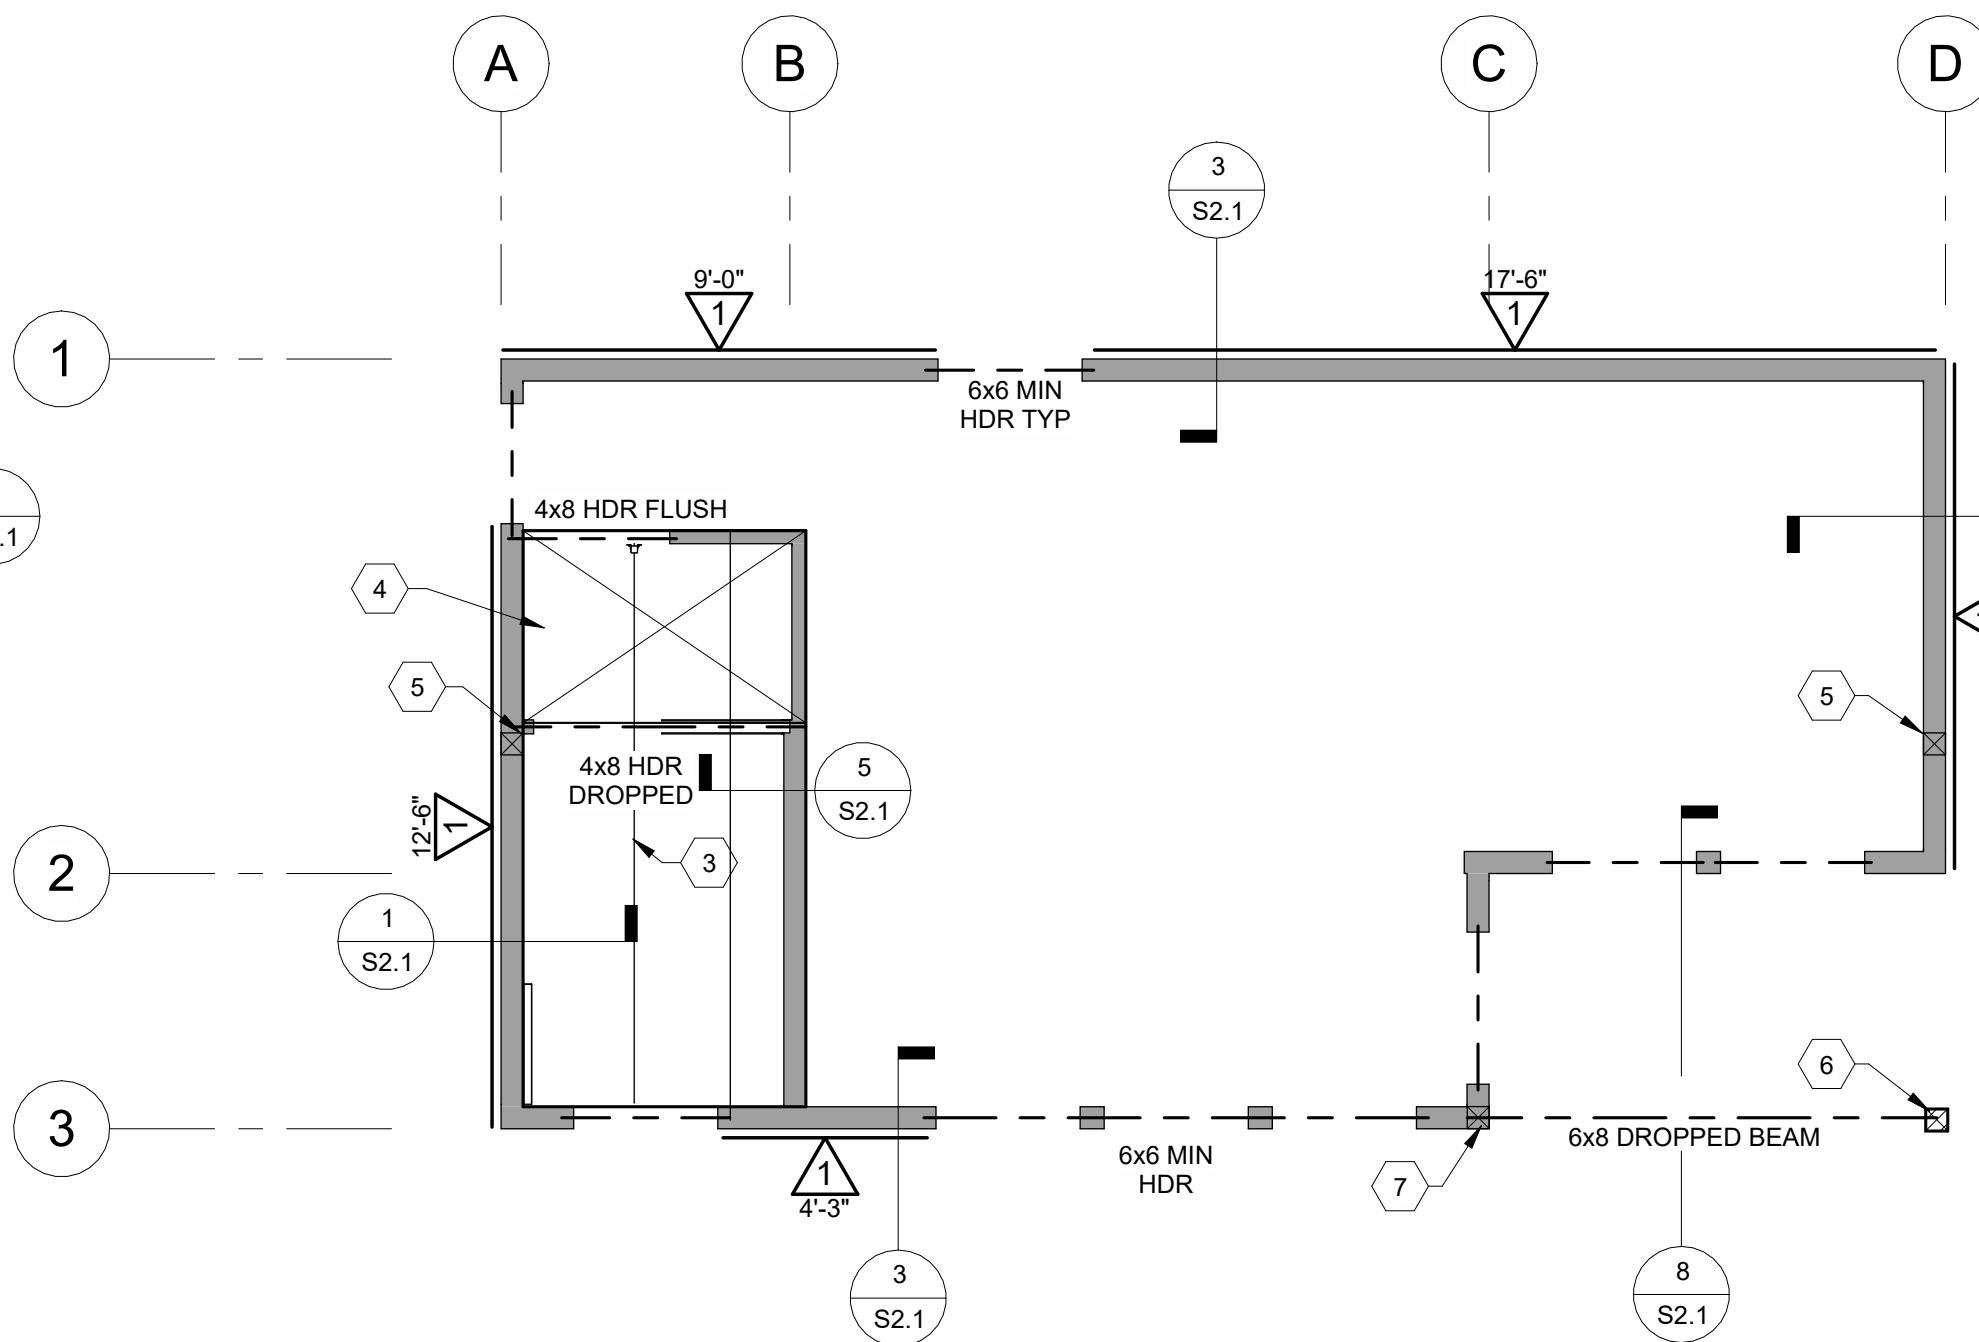 A
B
C
D
3
S2.1
9'-0"
1
17'-6"
1
1
6x6 MIN
HDR TYP
.1
4x8 HDR FLUSH
4
5
5
4x8 HDR
DROPPED
5
S2.1
12'-6"
1
3
2
1
S2.1
6
3
6x8 DROPPED BEAM
6x6 MIN
HDR
7
1
4'-3"
3
S2.1
8
S2.1